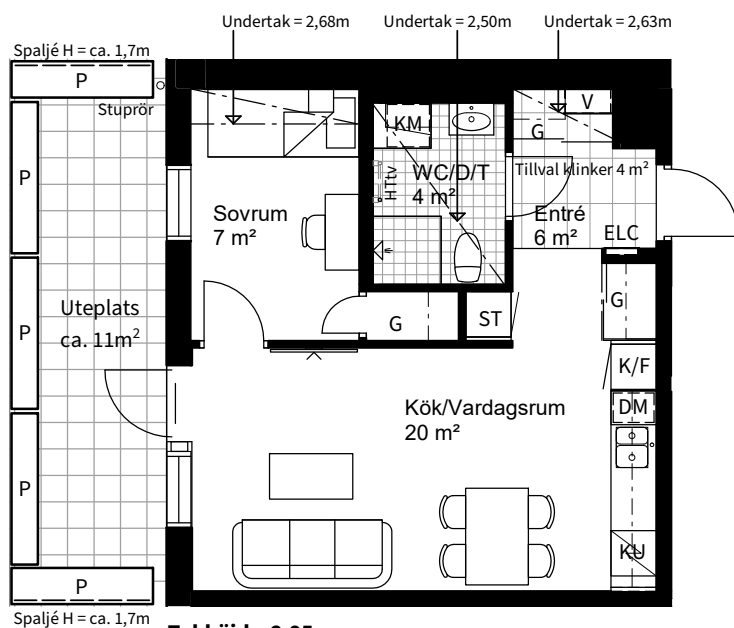 Undertak = 2,68m
Undertak = 2,50m
Undertak = 2,63m
Spaljé H = ca. 1,7m
P
Stuprör
KM
V
G
HTtv
WC/D/T
4 m²
Tillval klinker 4 m²
P
Sovrum
7 m²
Entré
6 m²
ELC
Uteplats
ca. 11m²
P
G
ST
G
K/F
Kök/Vardagsrum
20 m²
DM
P
KU
P
Spaljé H = ca. 1,7m